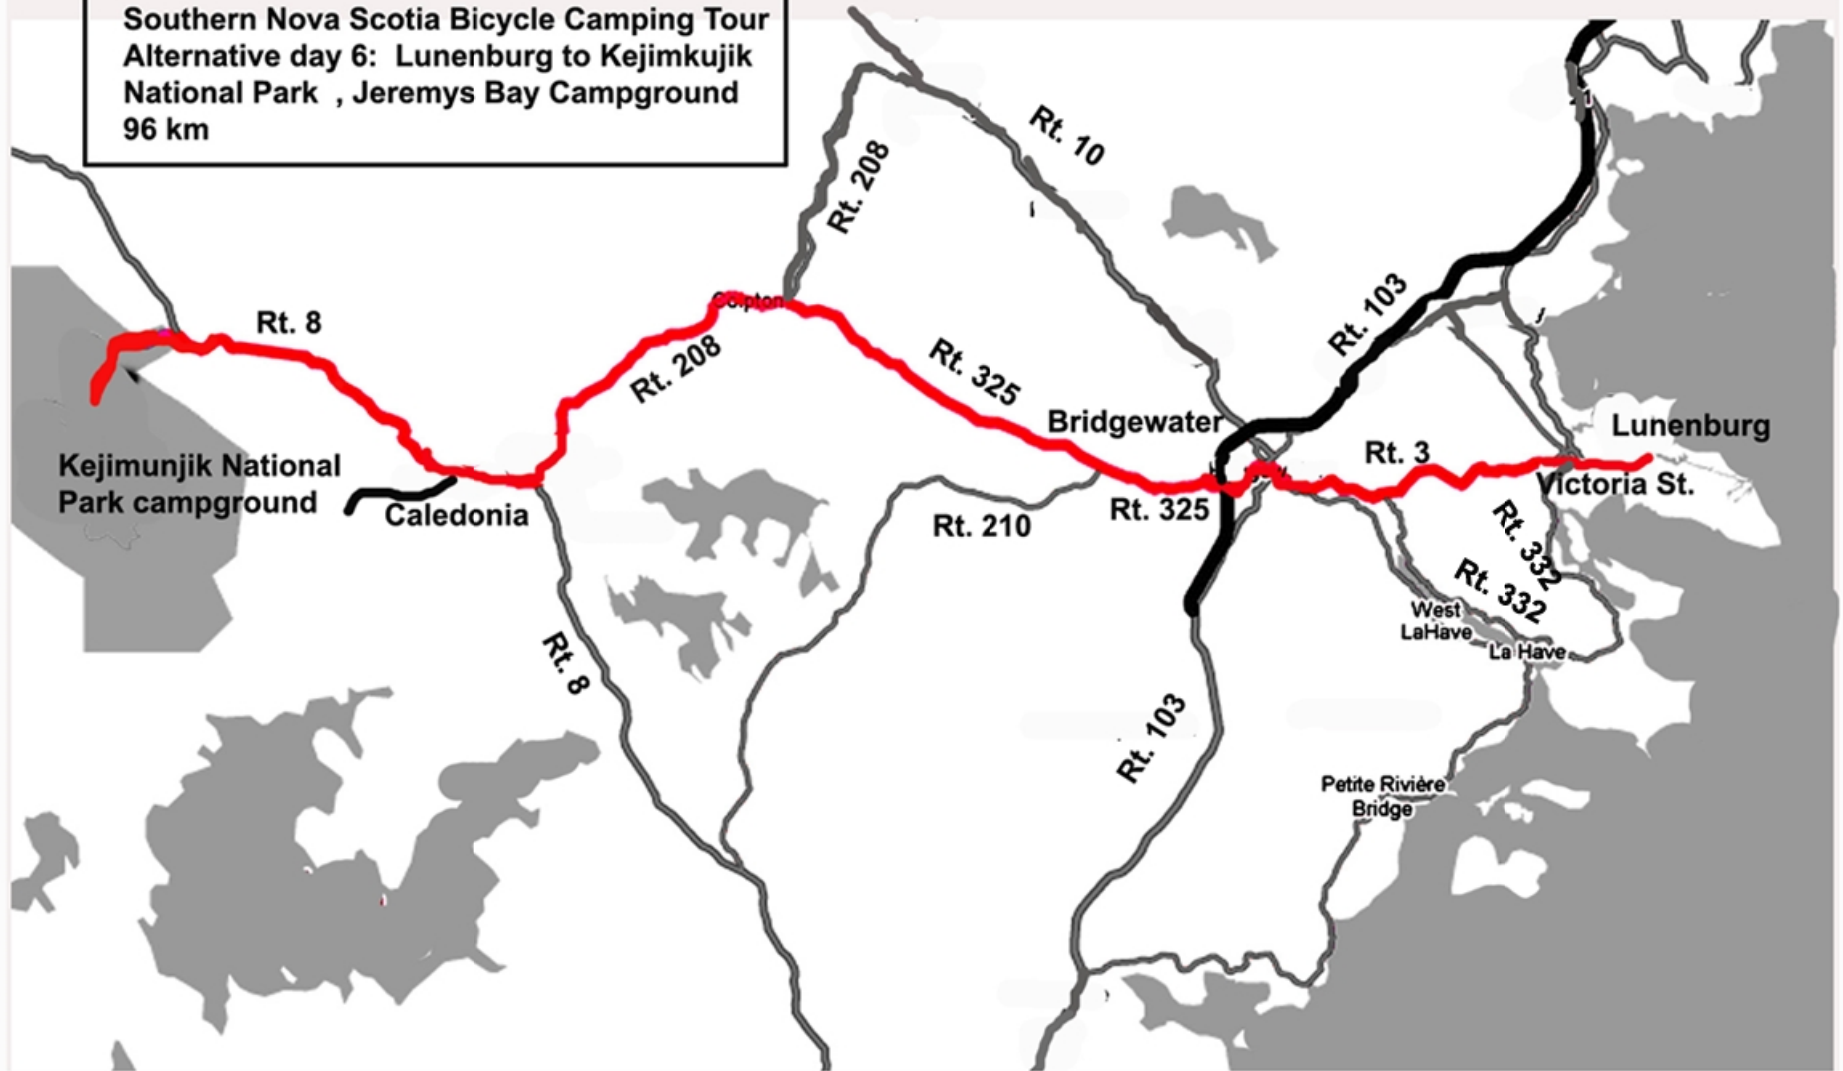 Southern Nova Scotia Bicycle Camping Tour
Alternative day 6: Lunenburg to Kejimkujik
National Park , Jeremys Bay Campground
96 km
Rt. 10
Rt. 208
Rt. 8
Rt. 103
Rt. 208
Rt. 325
Bridgewater
Lunenburg
Rt. 3
Kejimunjik National
Park campground
Victoria St.
Caledonia
Rt. 325
Rt. 210
Rt. 332
Rt. 332
West
LaHave
La Have
Rt. 8
Rt. 103
Petite Rivière
Bridge